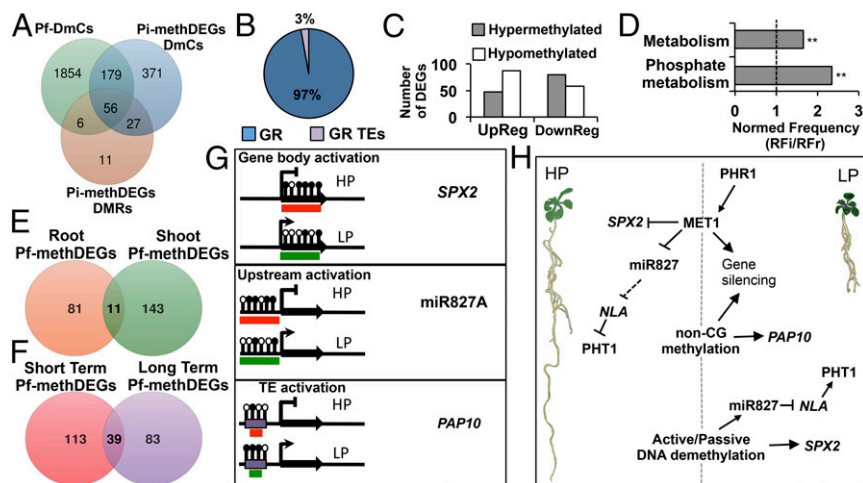 A
Pf-DmCs
Pi-methDEGs
DmCs
1854
179
371
56
6
27
11
Pi-methDEGs
DMRs
B
3%
97%
GR
GR TEs
C
Hypermethylated
Hypomethylated
Number
of DEGs
100
50
0
UpReg
DownReg
D
Metabolism
**
Phosphate
metabolism
**
0 1 2 3
Normed Frequency
(RFi/RFr)
E
Root
Pf-methDEGs
Shoot
Pf-methDEGs
81
11
143
F
Short Term
Pf-methDEGs
Long Term
Pf-methDEGs
113
39
83
G
Gene body activation
HP
SPX2
LP
Upstream activation
HP
miR827A
LP
TE activation
HP
PAP10
LP
H
HP
LP
PHR1
SPX2
MET1
miR827
Gene
silencing
NLA
PHT1
non-CG
methylation
PAP10
PHT1
miR827
NLA
Active/Passive
DNA demethylation
SPX2